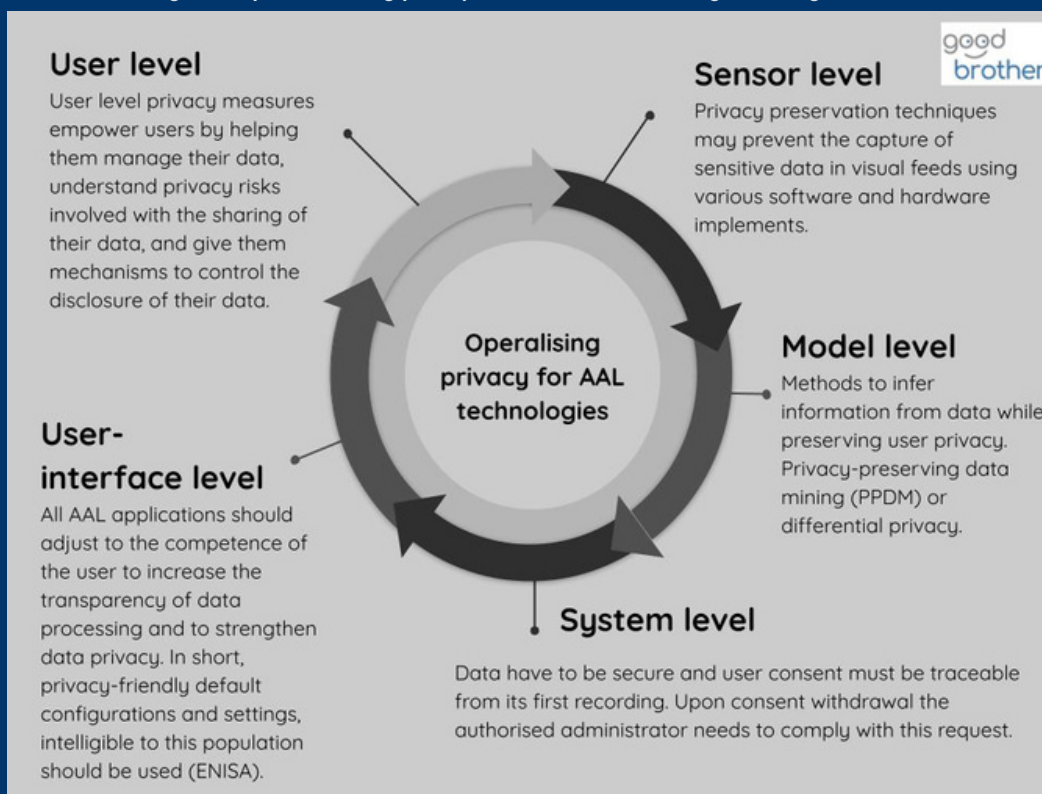 good
brother
User level
User level privacy measures
empower users by helping
them manage their data,
understand privacy risks
involved with the sharing of
their data, and give them
mechanisms to control the
disclosure of their data.
Sensor level
Privacy preservation techniques
may prevent the capture of
sensitive data in visual feeds using
various software and hardware
implements.
Operalising
privacy for AAL
technologies
Model level
Methods to infer
information from data while
preserving user privacy.
Privacy-preserving data
mining (PPDM) or
differential privacy.
User-
interface level
All AAL applications should
adjust to the competence of
the user to increase the
transparency of data
processing and to strengthen
data privacy. In short,
privacy-friendly default
configurations and settings,
intelligible to this population
should be used (ENISA).
System level
Data have to be secure and user consent must be traceable
from its first recording. Upon consent withdrawal the
authorised administrator needs to comply with this request.